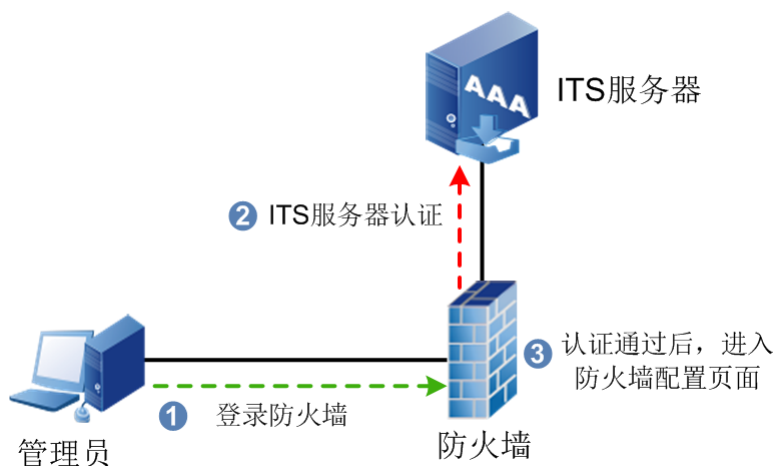 AAA
ITS服务器
2 ITS服务器认证
3 认证通过后，进入
防火墙配置页面
1 登录防火墙
管理员
防火墙